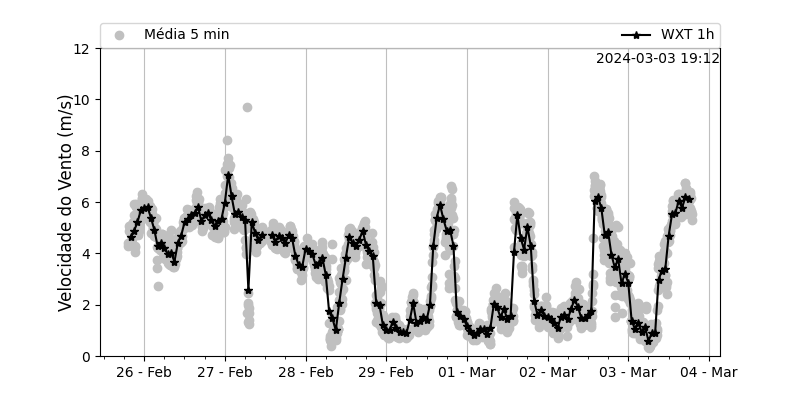 Média 5 min
WXT 1h
2024-03-03 19:12
Velocidade do Vento (m/s)
12
10
8
6
4
2
0
26 - Feb
27 - Feb
28 - Feb
29 - Feb
01 - Mar
02 - Mar
03 - Mar
04 - Mar